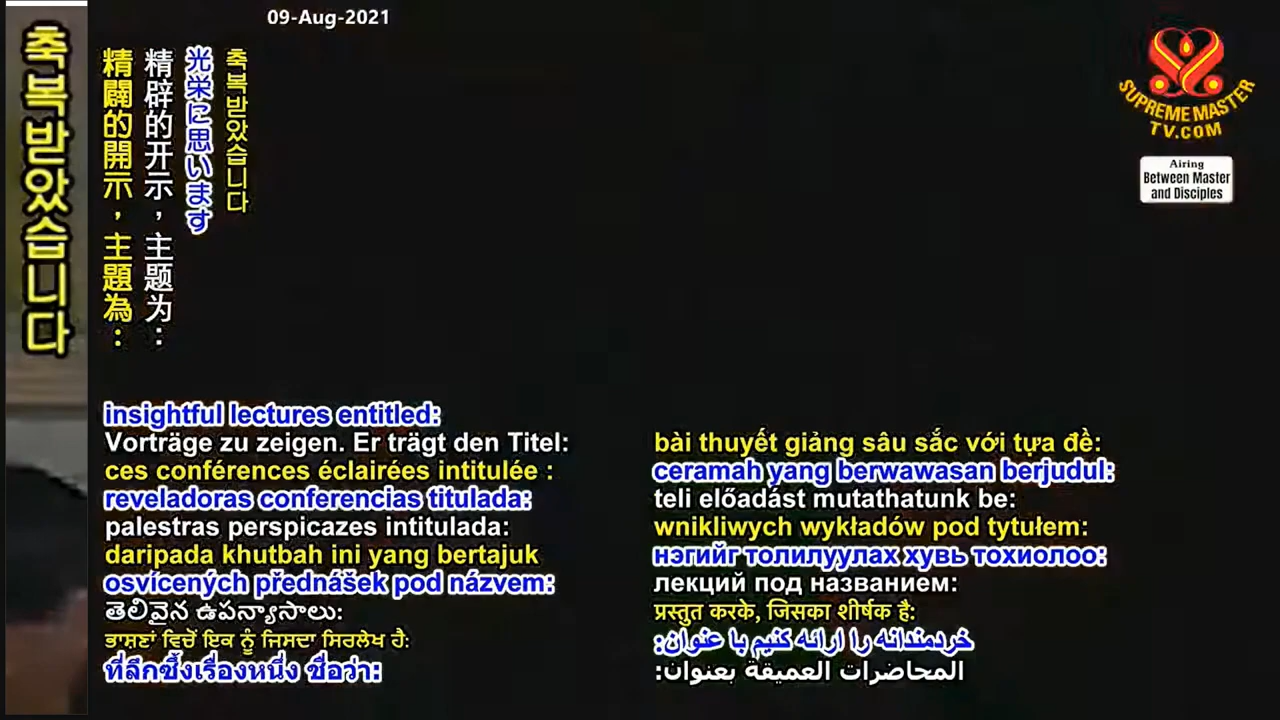 09-Aug-2021
축복받았습니다
精闢的開示，主題為：
精辟的开示，主题为：
光栄に思います
축복받았습니다
SUPREME MASTER
TV.COM
Airing
Between Master
and Disciples
insightful lectures entitled:
Vorträge zu zeigen. Er trägt den Titel:
ces conférences éclairées intitulée :
reveladoras conferencias titulada:
palestras perspicazes intitulada:
daripada khutbah ini yang bertajuk
osvícených přednášek pod názvem:
తెలివైన ఉపన్యాసాలు:
ਭਾਸ਼ਣਾਂ ਵਿਚੋਂ ਇਕ ਨੂੰ ਜਿਸਦਾ ਸਿਰਲੇਖ ਹੈ:
ที่ลึกซึ้งเรื่องหนึ่ง ชื่อว่า:
bài thuyết giảng sâu sắc với tựa đề:
ceramah yang berwawasan berjudul:
teli előadást mutathatunk be:
wnikliwych wykładów pod tytułem:
нэгийг толилуулах хувь тохиолоо:
лекций под названием:
प्रस्तुत करके, जिसका शीर्षक है:
خردمندانه را ارائه کنیم با عنوان:
المحاضرات العميقة بعنوان: